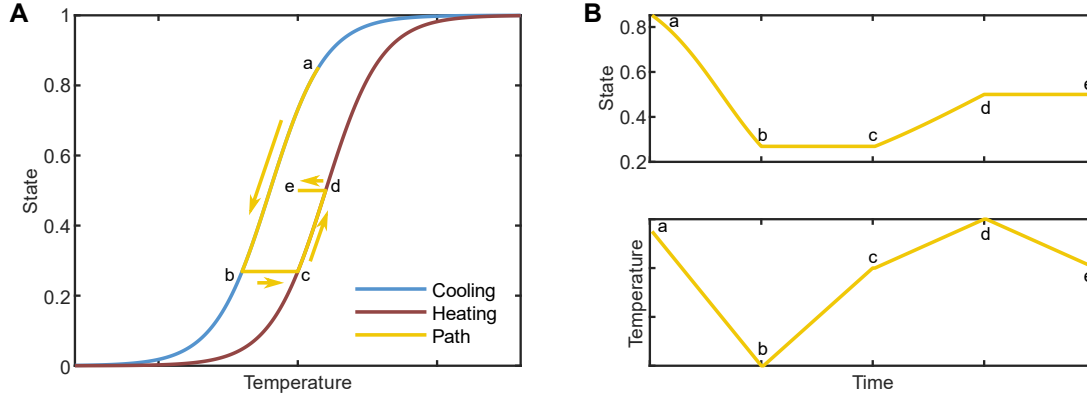 A
1
0.8
0.6
0.4
0.2
0
State
Temperature
a
b
c
d
e
Cooling
Heating
Path
B
0.8
0.6
0.4
0.2
State
a
b
c
d
e
Temperature
a
b
c
d
e
Time